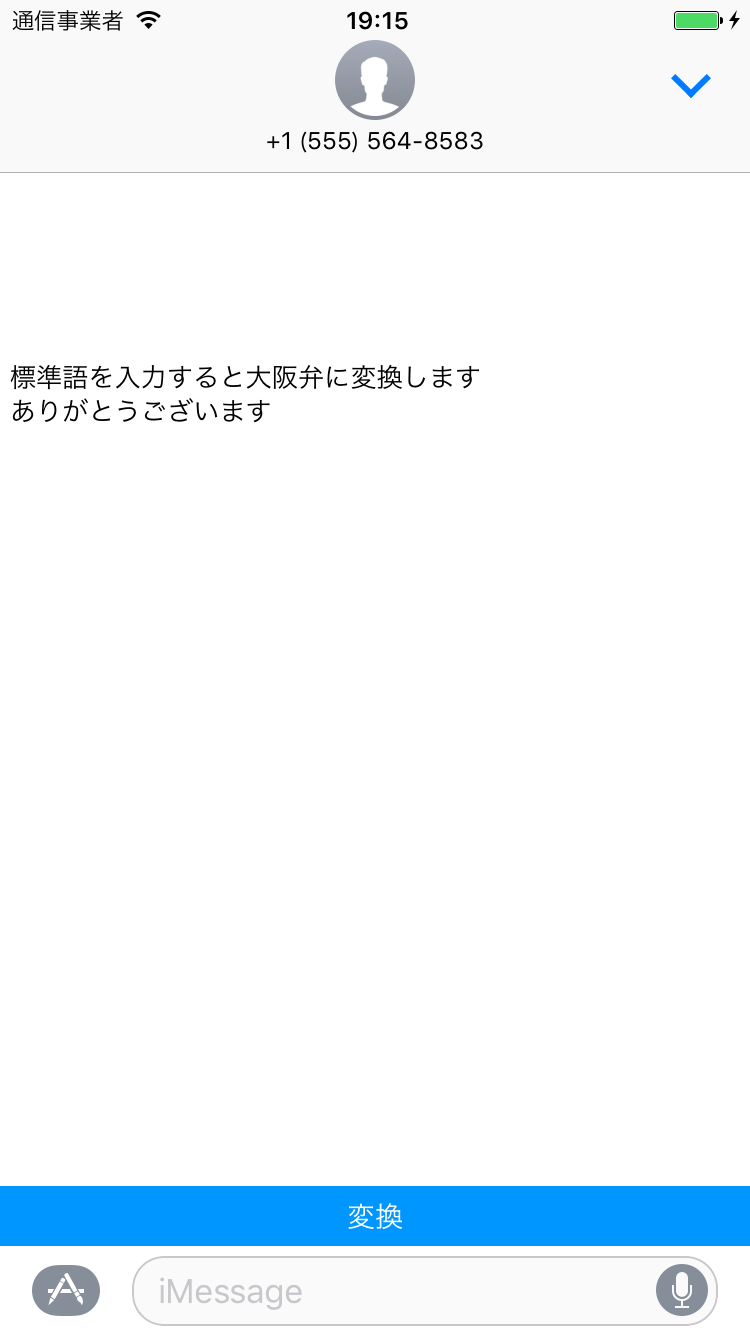 通信事業者 19:15
+1 (555) 564-8583
標準語を入力すると大阪弁に変換します
ありがとうございます
変換
iMessage